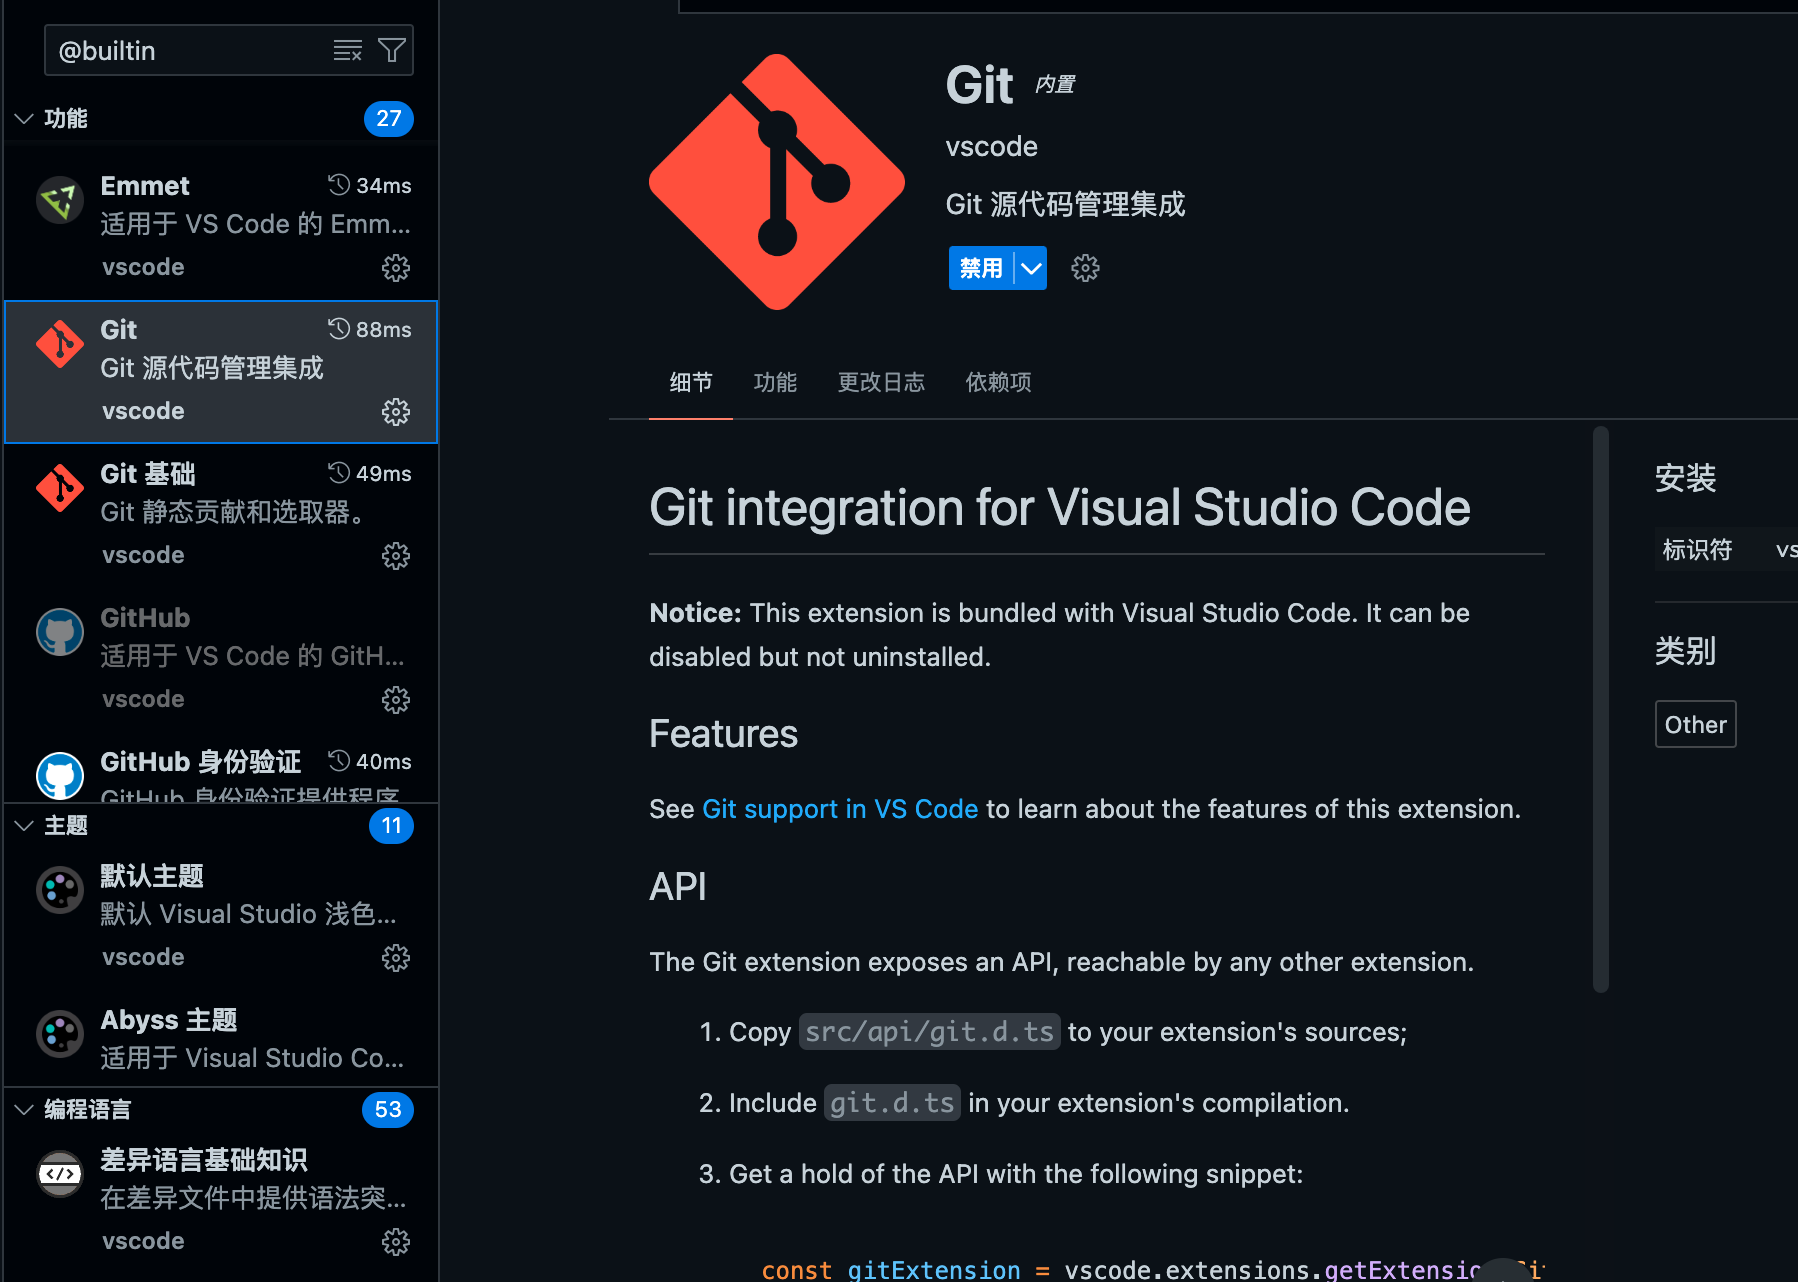 @builtin
功能
27
Emmet
34ms
适用于 VS Code 的 Emm...
vscode
Git
88ms
Git 源代码管理集成
vscode
Git 基础
49ms
Git 静态贡献和选取器。
vscode
GitHub
适用于 VS Code 的 GitH...
vscode
GitHub 身份验证
40ms
GitHub 身份验证提供程序
主题
11
默认主题
默认 Visual Studio 浅色...
vscode
Abyss 主题
适用于 Visual Studio Co...
编程语言
53
差异语言基础知识
在差异文件中提供语法突...
vscode
Git 内置
vscode
Git 源代码管理集成
禁用
细节 功能 更改日志 依赖项
Git integration for Visual Studio Code
Notice: This extension is bundled with Visual Studio Code. It can be
disabled but not uninstalled.
Features
See Git support in VS Code to learn about the features of this extension.
API
The Git extension exposes an API, reachable by any other extension.
1. Copy src/api/git.d.ts to your extension's sources;
2. Include git.d.ts in your extension's compilation.
3. Get a hold of the API with the following snippet:
const gitExtension = vscode.extensions.getExtensio
安装
标识符 vs
类别
Other